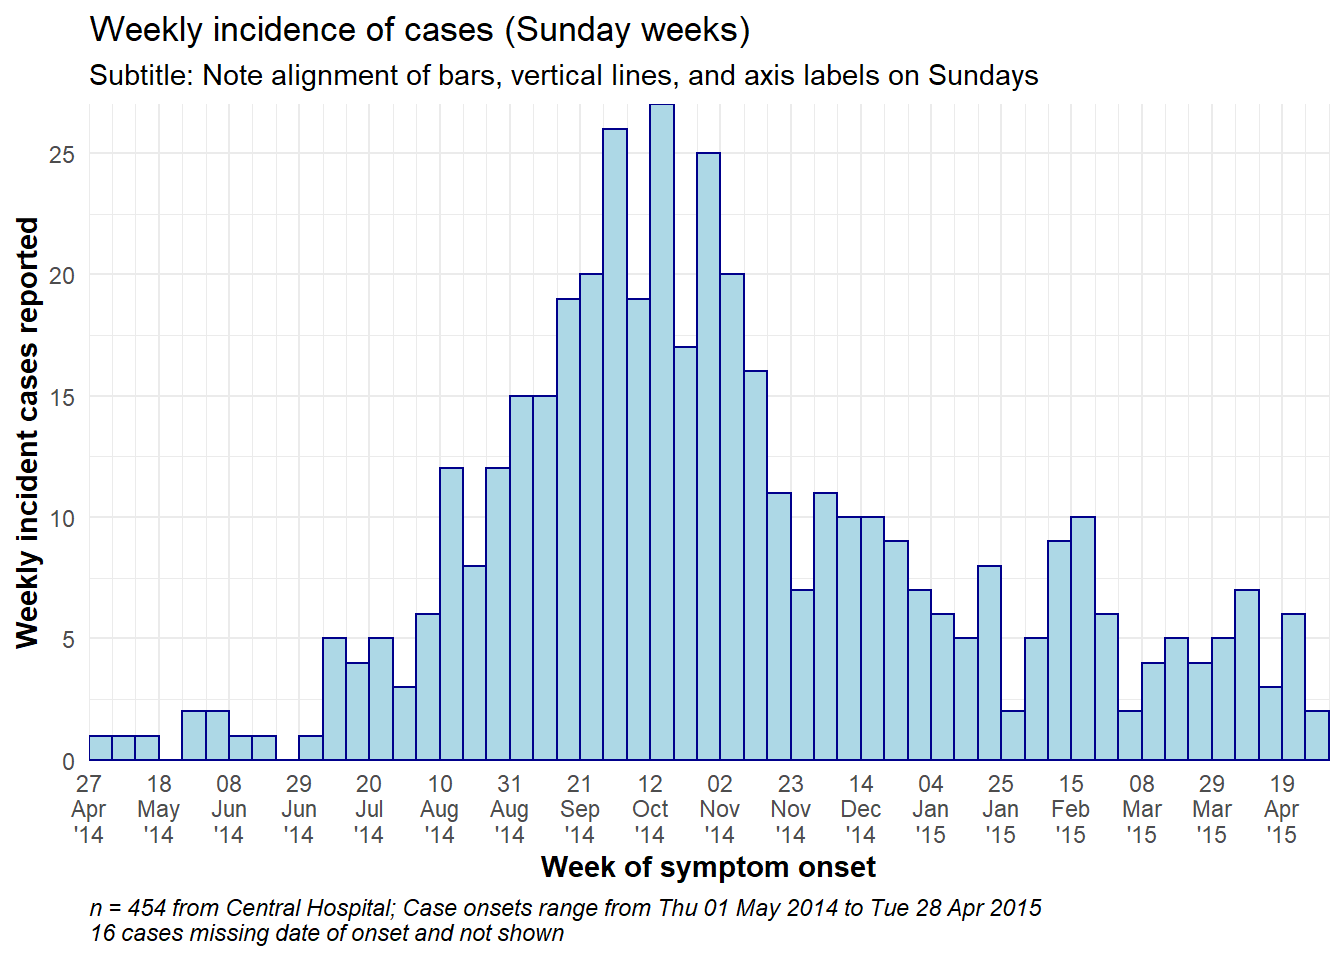 Weekly incidence of cases (Sunday weeks)
Subtitle: Note alignment of bars, vertical lines, and axis labels on Sundays
Weekly incident cases reported
25
20
15
10
5
0
27 18 08 29 20 10 31 21 12 02 23 14 04 25 15 08 29 19
Apr May Jun Jun Jul Aug Aug Sep Oct Nov Nov Dec Jan Jan Feb Mar Mar Apr
'14 '14 '14 '14 '14 '14 '14 '14 '14 '14 '14 '14 '15 '15 '15 '15 '15 '15
Week of symptom onset
n = 454 from Central Hospital; Case onsets range from Thu 01 May 2014 to Tue 28 Apr 2015
16 cases missing date of onset and not shown